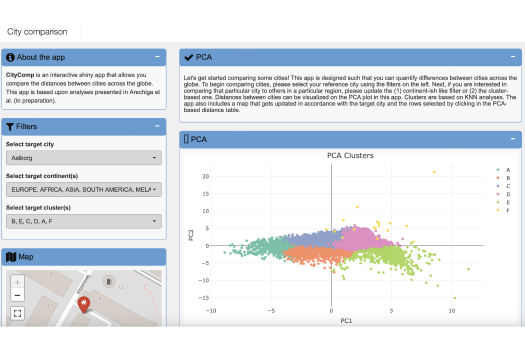 City comparison
About the app
CityComp is an interactive shiny app that allows you
compare the distances between cities across the globe.
This is based upon analyses presented in Arechiga et
al. (in preparation).
Filters
Select target city
Aalborg
Select target continent(s)
EUROPE, AFRICA, ASIA, SOUTH AMERICA, MELA
Select target cluster(s)
B, E, C, D, A, F
Map
+
−
PCA
Let's get started comparing some cities! This app is designed such that you can quantify differences between cities across the
globe. To begin comparing cities, please select your reference city using the filters on the left. Next, if you are interested in
comparing that particular city to others in a particular region, please update the (1) continent-ish like filter or (2) the cluster-
based one. Distances between cities can be visualized on the PCA plot in this app. Clusters are based on KNN analyses. The
app also includes a map that gets updated in accordance with the target city and the rows selected by clicking in the PCA-
based distance table.
PCA
PCA Clusters
20
15
10
5
0
−5
−10
−15
PC2
−10 −5 0 5 10
PC1
A
B
C
D
E
F